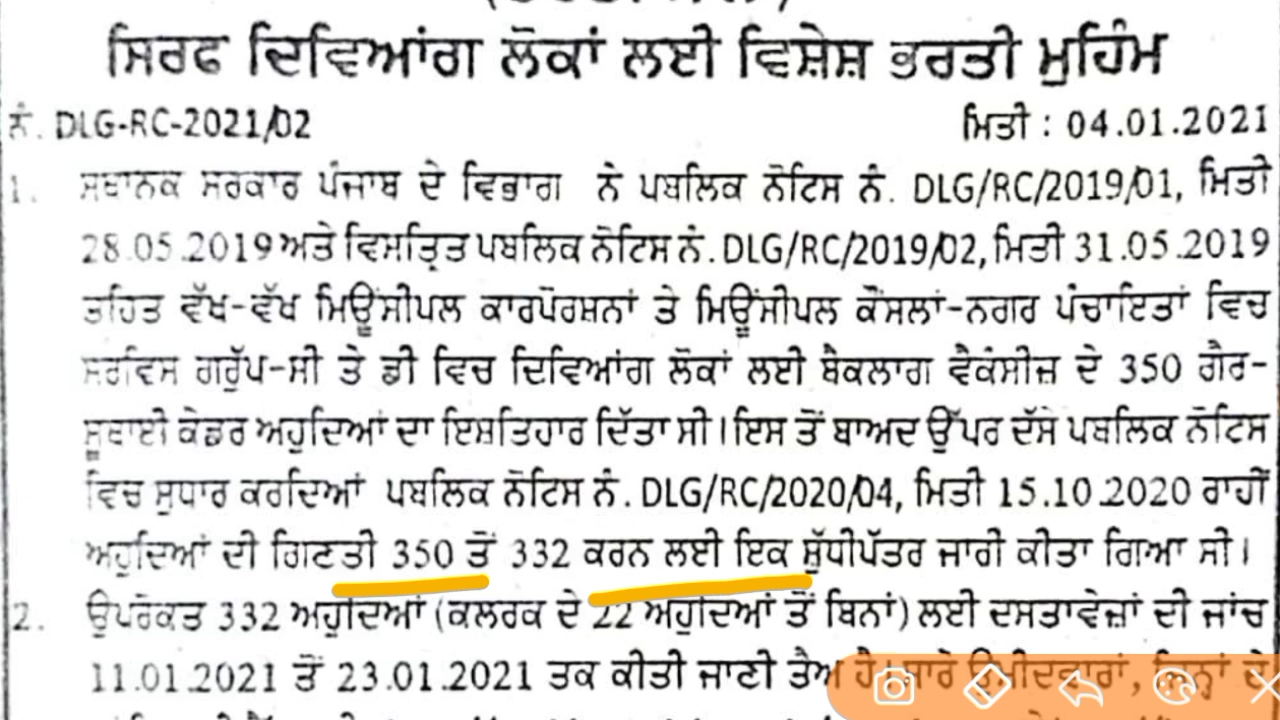 ਸਿਰਫ ਦਿਵਿਆਂਗ ਲੋਕਾਂ ਲਈ ਵਿਸ਼ੇਸ਼ ਭਰਤੀ ਮੁਹਿੰਮ
ਨੰ. DLG-RC-2021/02 ਮਿਤੀ : 04.01.2021
1. ਸਥਾਨਕ ਸਰਕਾਰ ਪੰਜਾਬ ਦੇ ਵਿਭਾਗ ਨੇ ਪਬਲਿਕ ਨੋਟਿਸ ਨੰ. DLG/RC/2019/01, ਮਿਤੀ
28.05.2019 ਅਤੇ ਵਿਸਤ੍ਰਿਤ ਪਬਲਿਕ ਨੋਟਿਸ ਨੰ. DLG/RC/2019/02, ਮਿਤੀ 31.05.2019
ਤਹਿਤ ਵੱਖ-ਵੱਖ ਮਿਊਂਸੀਪਲ ਕਾਰਪੋਰਸ਼ਨਾਂ ਤੇ ਮਿਊਂਸੀਪਲ ਕੌਂਸਲਾਂ-ਨਗਰ ਪੰਚਾਇਤਾਂ ਵਿਚ
ਸਰਵਿਸ ਗਰੁੱਪ-ਸੀ ਤੇ ਡੀ ਵਿਚ ਦਿਵਿਆਂਗ ਲੋਕਾਂ ਲਈ ਬੈਕਲਾਗ ਵੈਕੇਂਸੀਜ਼ ਦੇ 350 ਗੈਰ-
ਸੂਬਾਈ ਕੇਡਰ ਅਹੁਦਿਆਂ ਦਾ ਇਸ਼ਤਿਹਾਰ ਦਿੱਤਾ ਸੀ। ਇਸ ਤੋਂ ਬਾਅਦ ਉੱਪਰ ਦੱਸੇ ਪਬਲਿਕ ਨੋਟਿਸ
ਵਿਚ ਸੁਧਾਰ ਕਰਦਿਆਂ ਪਬਲਿਕ ਨੋਟਿਸ ਨੰ. DLG/RC/2020/04, ਮਿਤੀ 15.10.2020 ਰਾਹੀਂ
ਅਹੁਦਿਆਂ ਦੀ ਗਿਣਤੀ 350 ਤੋਂ 332 ਕਰਨ ਲਈ ਇਕ ਸ਼ੁੱਧੀਪੱਤਰ ਜਾਰੀ ਕੀਤਾ ਗਿਆ ਸੀ।
2. ਉਪਰੋਕਤ 332 ਅਹੁਦਿਆਂ (ਕਲਰਕ ਦੇ 22 ਅਹੁਦਿਆਂ ਤੋਂ ਬਿਨਾਂ) ਲਈ ਦਸਤਾਵੇਜ਼ਾਂ ਦੀ ਜਾਂਚ
11.01.2021 ਤੋਂ 23.01.2021 ਤਕ ਕੀਤੀ ਜਾਣੀ ਤੈਅ ਹੈ।